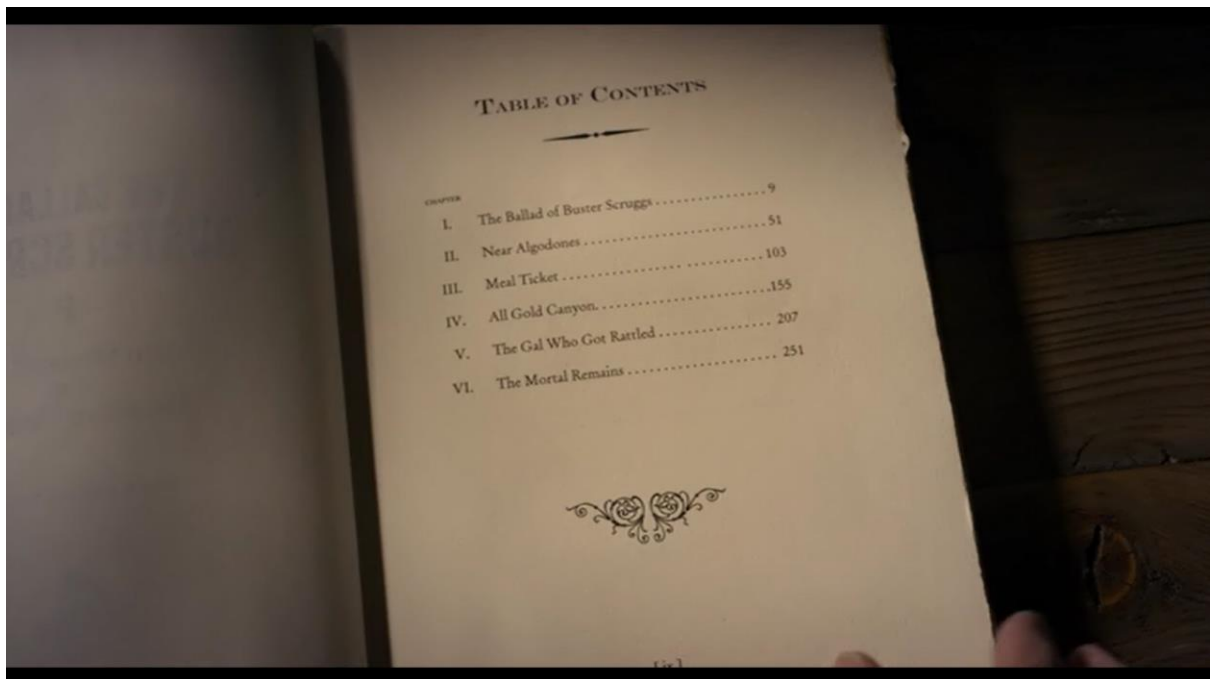 TABLE OF CONTENTS
CHAPTER
I. The Ballad of Buster Scruggs . . . . . . . . . . . . . . . . . 9
II. Near Algodones . . . . . . . . . . . . . . . . . . . . . . . . . . . 51
III. Meal Ticket . . . . . . . . . . . . . . . . . . . . . . . . . . . . 103
IV. All Gold Canyon. . . . . . . . . . . . . . . . . . . . . . . . . .155
V. The Gal Who Got Rattled . . . . . . . . . . . . . . . . 207
VI. The Mortal Remains . . . . . . . . . . . . . . . . . . . . . 251